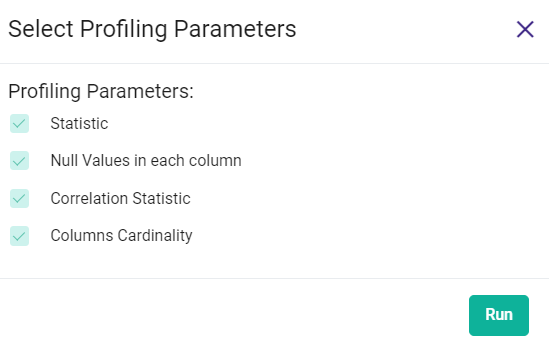 Select Profiling Parameters
Profiling Parameters:
Statistic
Null Values in each column
Correlation Statistic
Columns Cardinality
Run